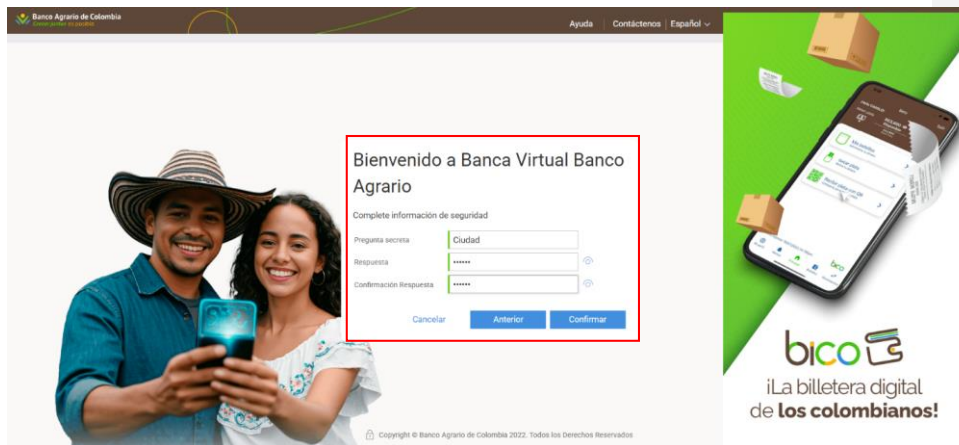 Banco Agrario de Colombia
Ayuda
Contáctenos
Español
Bienvenido a Banca Virtual Banco
Agrario
Complete información de seguridad
Pregunta secreta
Ciudad
Respuesta
••••••
Confirmación Respuesta
••••••
Cancelar
Anterior
Confirmar
Copyright © Banco Agrario de Colombia 2022. Todos los Derechos Reservados
bico
bico
¡La billetera digital
de los colombianos!